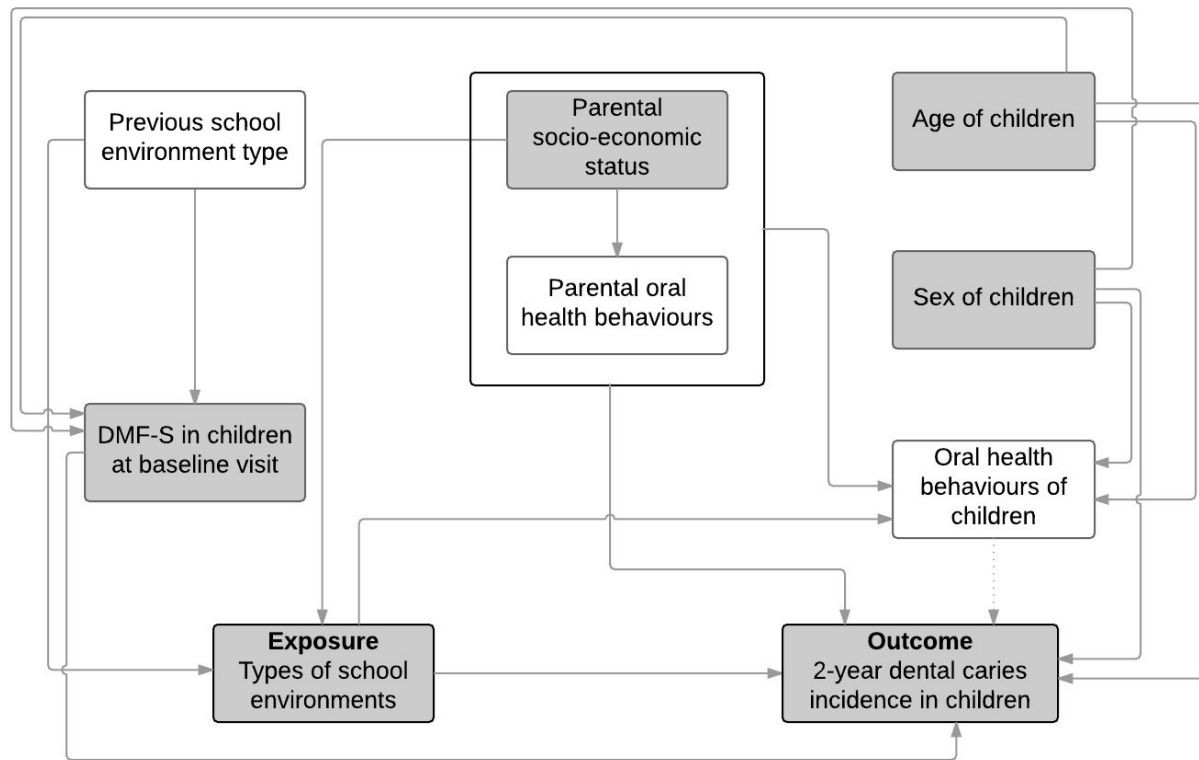 Previous school
environment type
Parental
socio-economic
status
Age of children
Parental oral
health behaviours
Sex of children
DMF-S in children
at baseline visit
Oral health
behaviours of
children
Exposure
Types of school
environments
Outcome
2-year dental caries
incidence in children